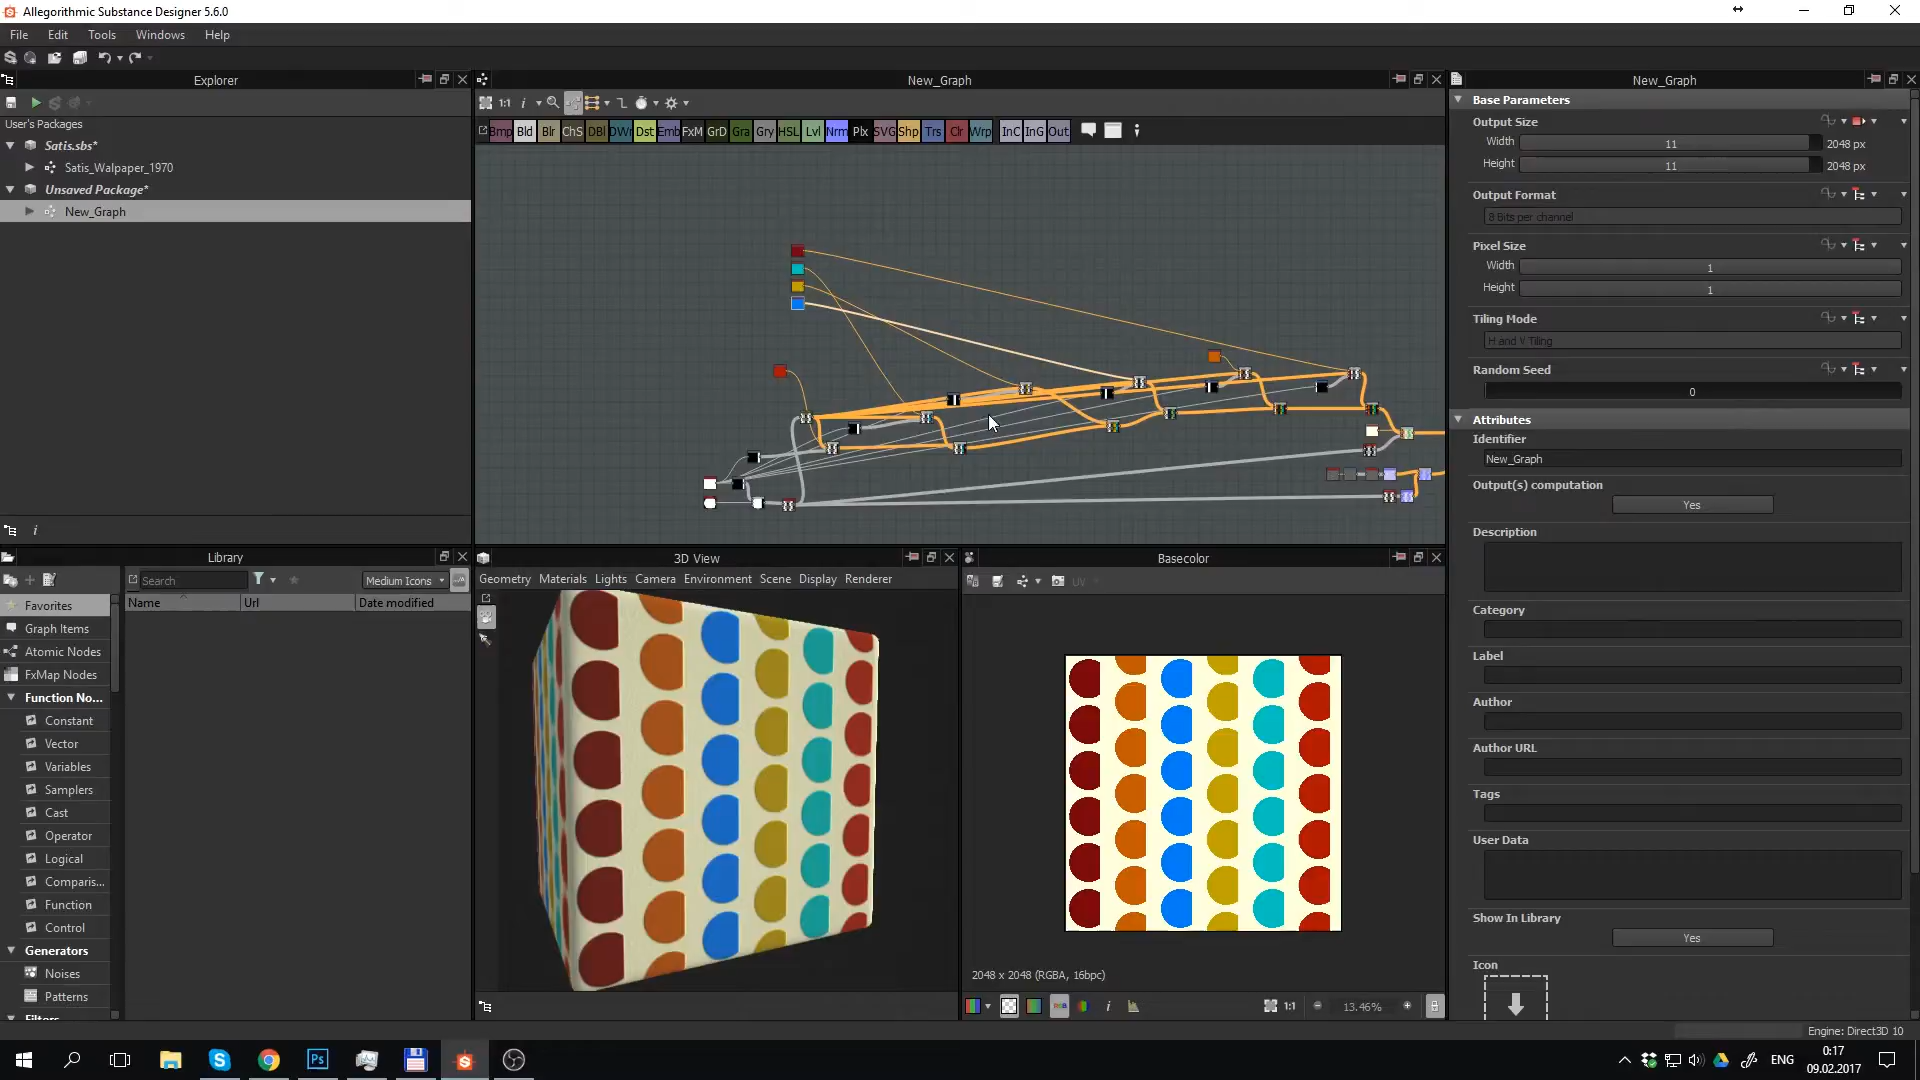 Allegorithmic Substance Designer 5.6.0
File Edit Tools Windows Help
Explorer
User's Packages
Satis.sbs*
Satis_Walpaper_1970
Unsaved Package*
New_Graph
New_Graph
1:1
Bmp Bld Blr ChS DBl DWr Dst Emb FxM GrD Gra Gry HSL Lvl Nrm Plx SVG Shp Trs Clr Wrp InC InG Out
New_Graph
Base Parameters
Output Size
Width 11 2048 px
Height 11 2048 px
Output Format
8 Bits per channel
Pixel Size
Width 1
Height 1
Tiling Mode
H and V Tiling
Random Seed
0
Attributes
Identifier
New_Graph
Output(s) computation
Yes
Description
Category
Label
Author
Author URL
Tags
User Data
Show In Library
Yes
Icon
Library
Search
Medium Icons
Name Url Date modified
Favorites
Graph Items
Atomic Nodes
FxMap Nodes
Function No...
Constant
Vector
Variables
Samplers
Cast
Operator
Logical
Comparis...
Function
Control
Generators
Noises
Patterns
Filters
3D View
Geometry Materials Lights Camera Environment Scene Display Renderer
Basecolor
UV
2048 x 2048 (RGBA, 16bpc)
1:1
13.46%
Engine: Direct3D 10
Ps
ENG
0:17
09.02.2017